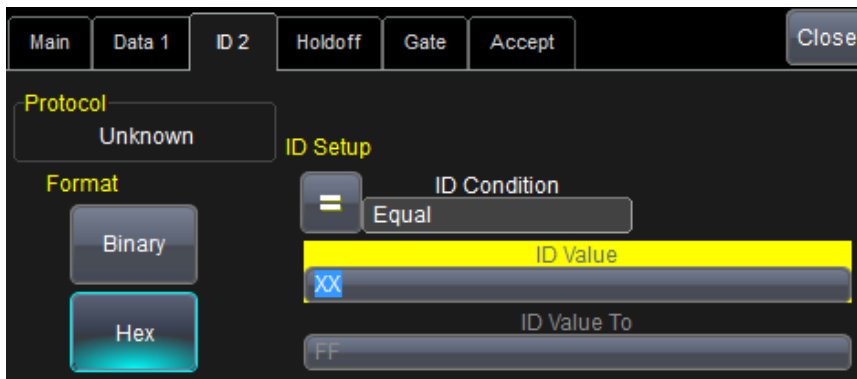 Main Data 1 ID 2 Holdoff Gate Accept Close
Protocol
Unknown
ID Setup
Format
ID Condition
=
Equal
Binary
ID Value
XX
Hex
ID Value To
FF